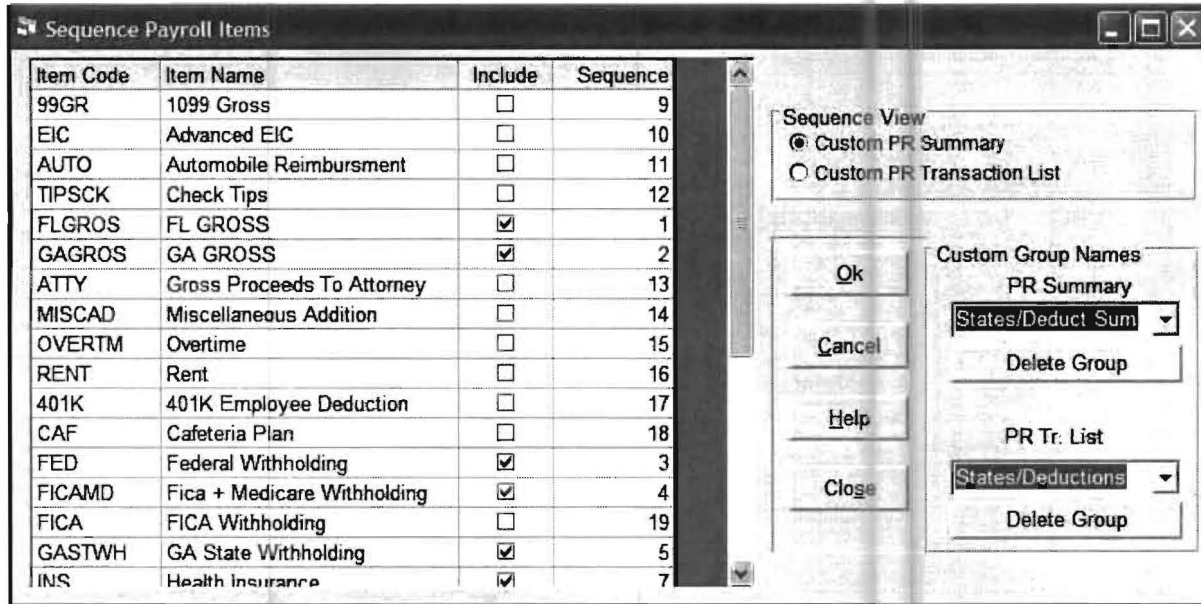 Sequence Payroll Items
Item Code Item Name Include Sequence
99GR 1099 Gross 9
EIC Advanced EIC 10
AUTO Automobile Reimbursment 11
TIPSCK Check Tips 12
FLGROS FL GROSS 1
GAGROS GA GROSS 2
ATTY Gross Proceeds To Attorney 13
MISCAD Miscellaneous Addition 14
OVERTM Overtime 15
RENT Rent 16
401K 401K Employee Deduction 17
CAF Cafeteria Plan 18
FED Federal Withholding 3
FICAMD Fica + Medicare Withholding 4
FICA FICA Withholding 19
GASTWH GA State Withholding 5
INS Health Insurance 7
Sequence View
Custom PR Summary
Custom PR Transaction List
Ok
Cancel
Help
Close
Custom Group Names
PR Summary
States/Deduct Sum
Delete Group
PR Tr. List
States/Deductions
Delete Group